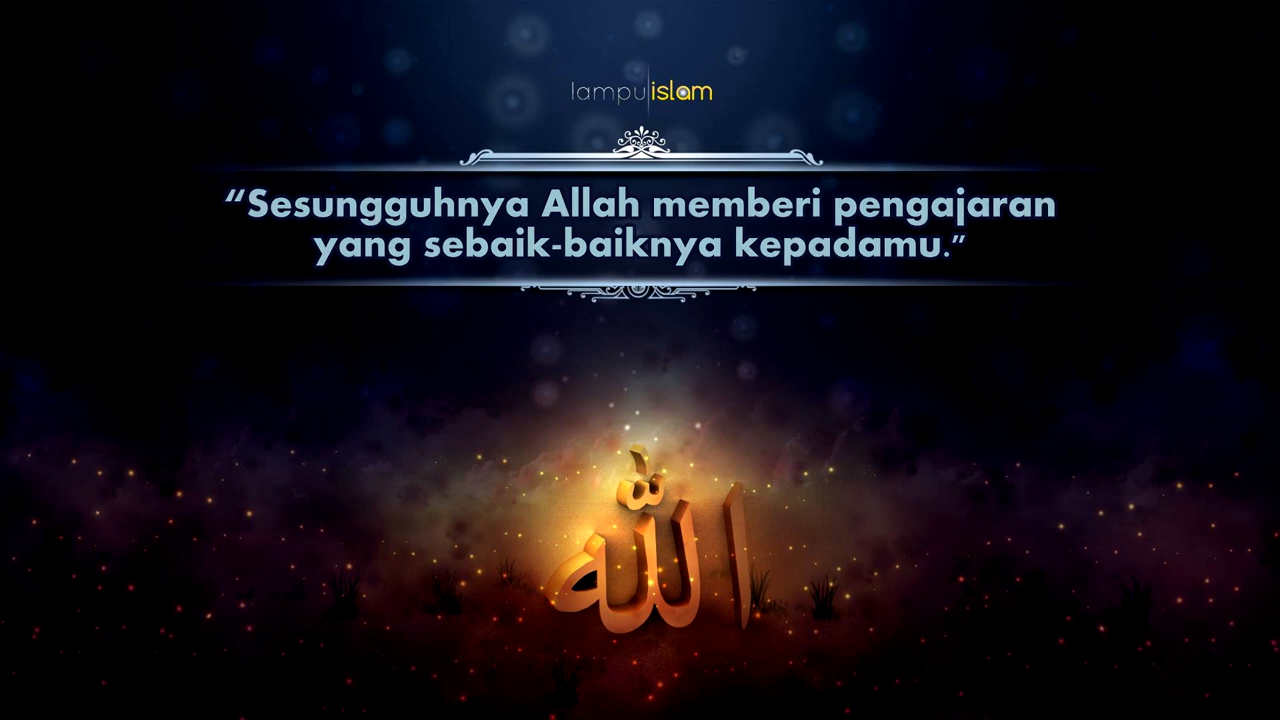 lampuislam
“Sesungguhnya Allah memberi pengajaran
yang sebaik-baiknya kepadamu.”
الله